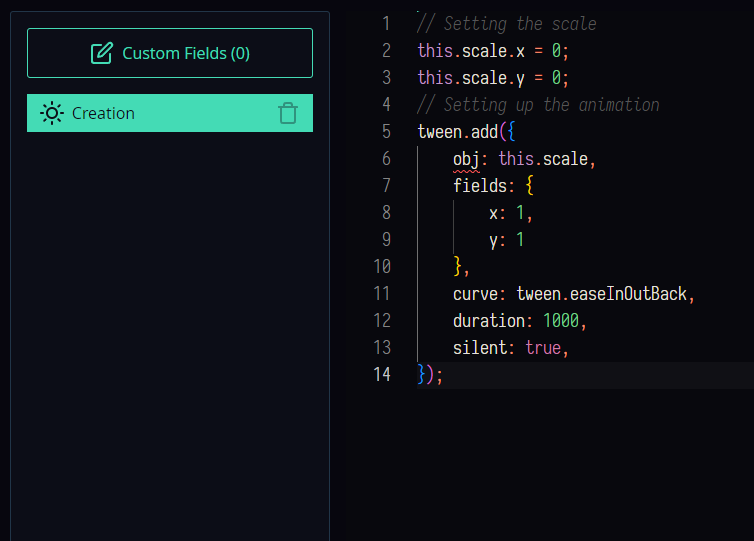 Custom Fields (0)
Creation
1 // Setting the scale
2 this.scale.x = 0;
3 this.scale.y = 0;
4 // Setting up the animation
5 tween.add({
6     obj: this.scale,
7     fields: {
8         x: 1,
9         y: 1
10     },
11     curve: tween.easeInOutBack,
12     duration: 1000,
13     silent: true,
14 });